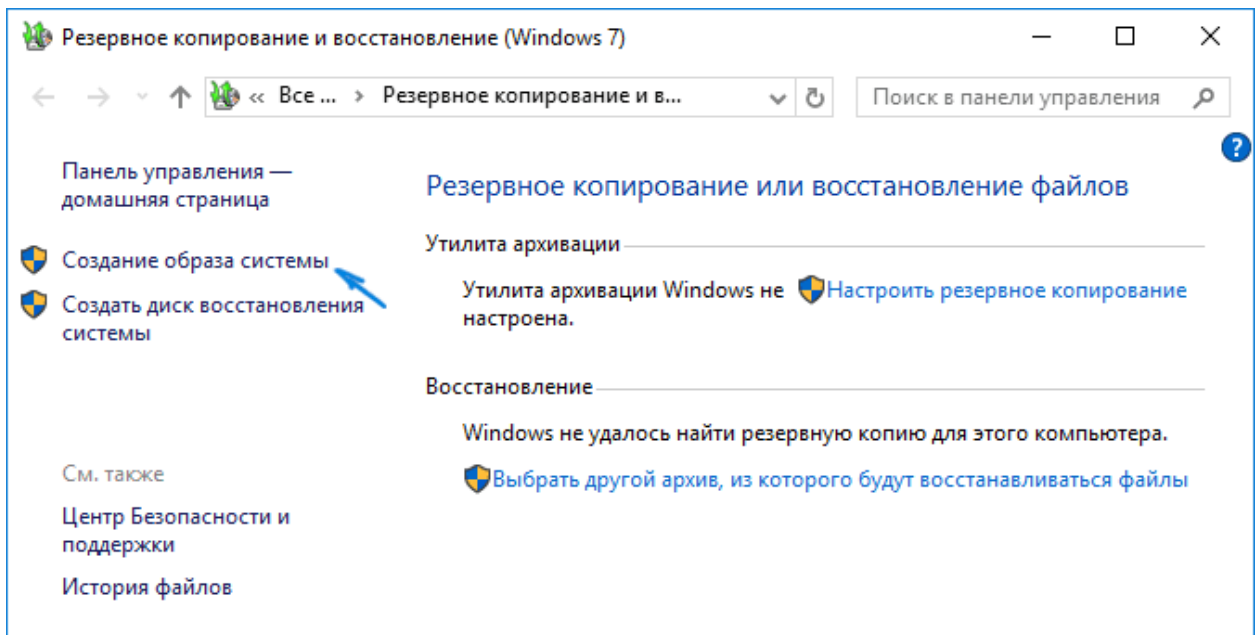 Резервное копирование и восстановление (Windows 7)
« Все ... › Резервное копирование и в...
Поиск в панели управления
?
Панель управления —
домашняя страница
Создание образа системы
Создать диск восстановления
системы
См. также
Центр Безопасности и
поддержки
История файлов
Резервное копирование или восстановление файлов
Утилита архивации
Утилита архивации Windows не Настроить резервное копирование
настроена.
Восстановление
Windows не удалось найти резервную копию для этого компьютера.
Выбрать другой архив, из которого будут восстанавливаться файлы